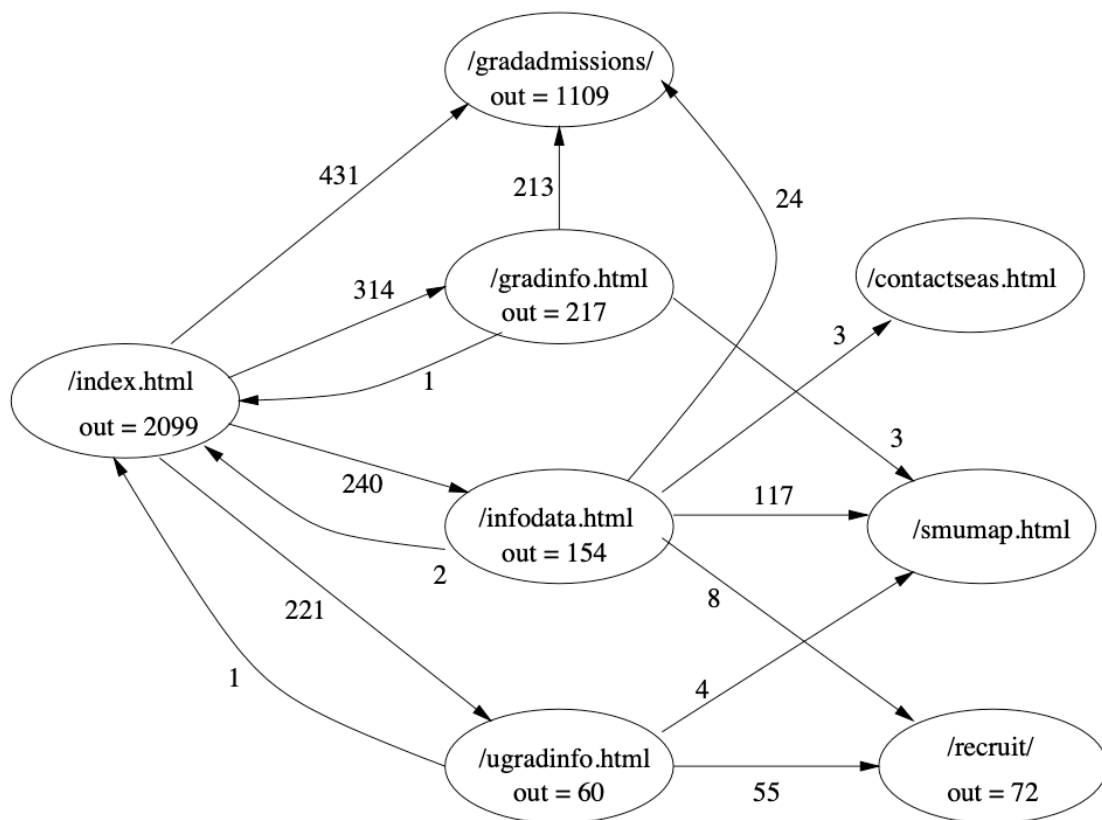 /gradadmissions/
out = 1109
431
213
24
/gradinfo.html
out = 217
/contactseas.html
314
3
1
/index.html
out = 2099
3
240
117
/infodata.html
out = 154
/smumap.html
2
8
221
1
4
/ugradinfo.html
out = 60
55
/recruit/
out = 72